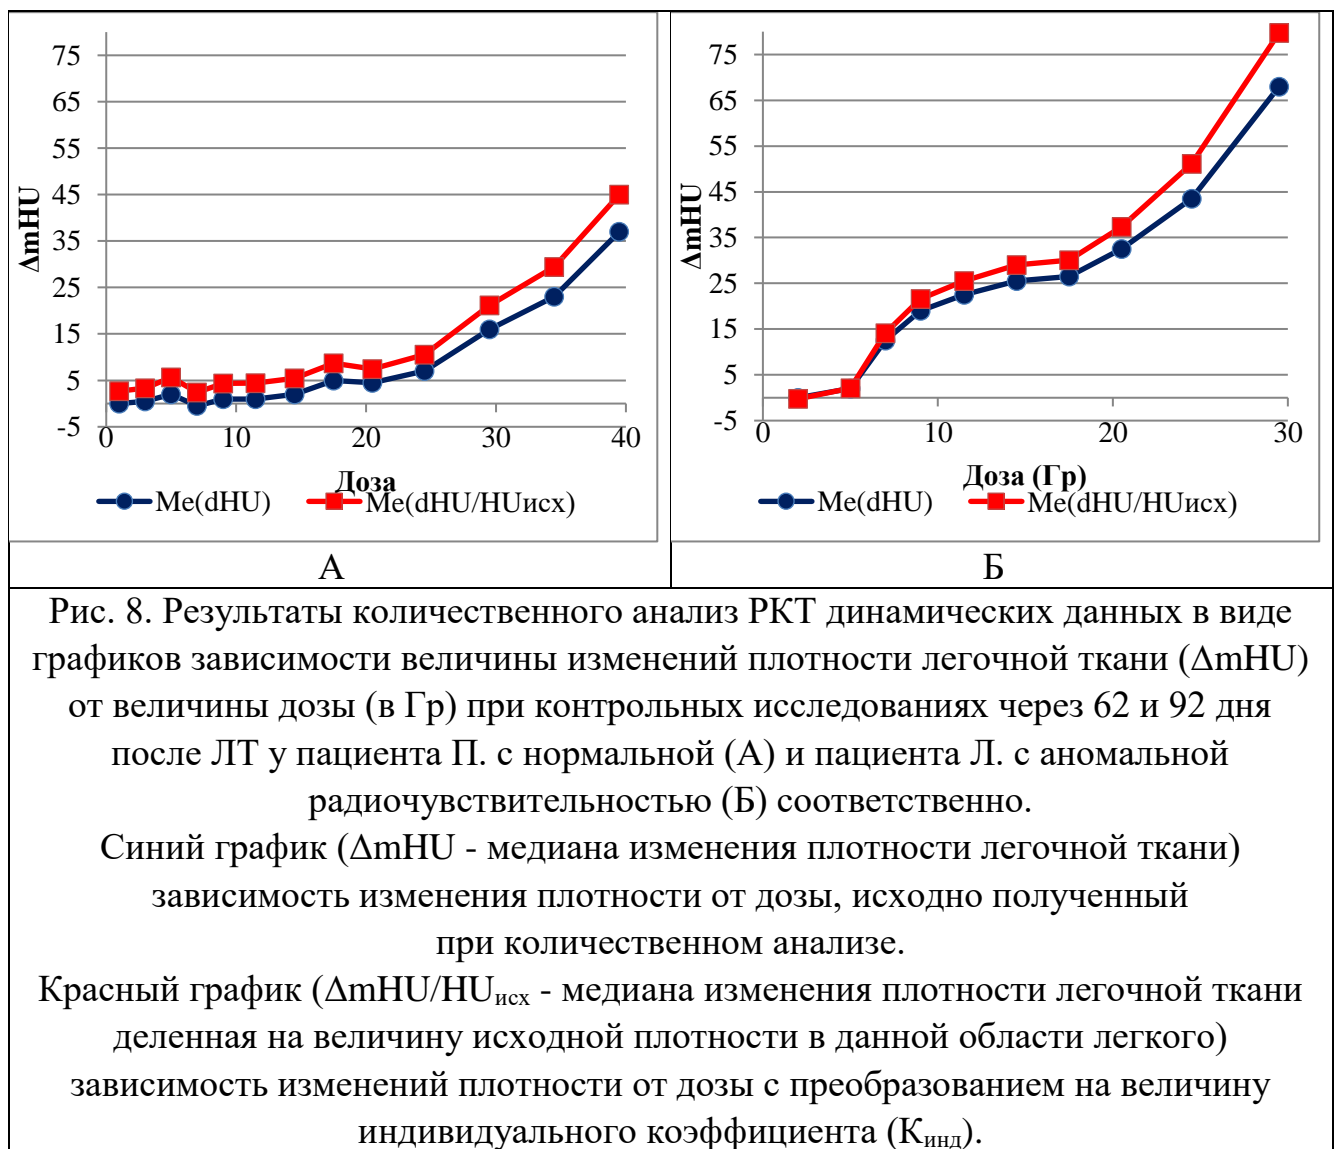 75
65
55
45
35
25
15
5
-5
ΔmHU
0
10
20
30
40
Доза
Me(dHU)
Me(dHU/HUисх)
А
75
65
55
45
35
25
15
5
-5
ΔmHU
0
10
20
30
Доза (Гр)
Me(dHU)
Me(dHU/HUисх)
Б
Рис. 8. Результаты количественного анализ РКТ динамических данных в виде
графиков зависимости величины изменений плотности легочной ткани (ΔmHU)
от величины дозы (в Гр) при контрольных исследованиях через 62 и 92 дня
после ЛТ у пациента П. с нормальной (А) и пациента Л. с аномальной
радиочувствительностью (Б) соответственно.
Синий график (ΔmHU - медиана изменения плотности легочной ткани)
зависимость изменения плотности от дозы, исходно полученный
при количественном анализе.
Красный график (ΔmHU/HUисх - медиана изменения плотности легочной ткани
деленная на величину исходной плотности в данной области легкого)
зависимость изменений плотности от дозы с преобразованием на величину
индивидуального коэффициента (Кинд).